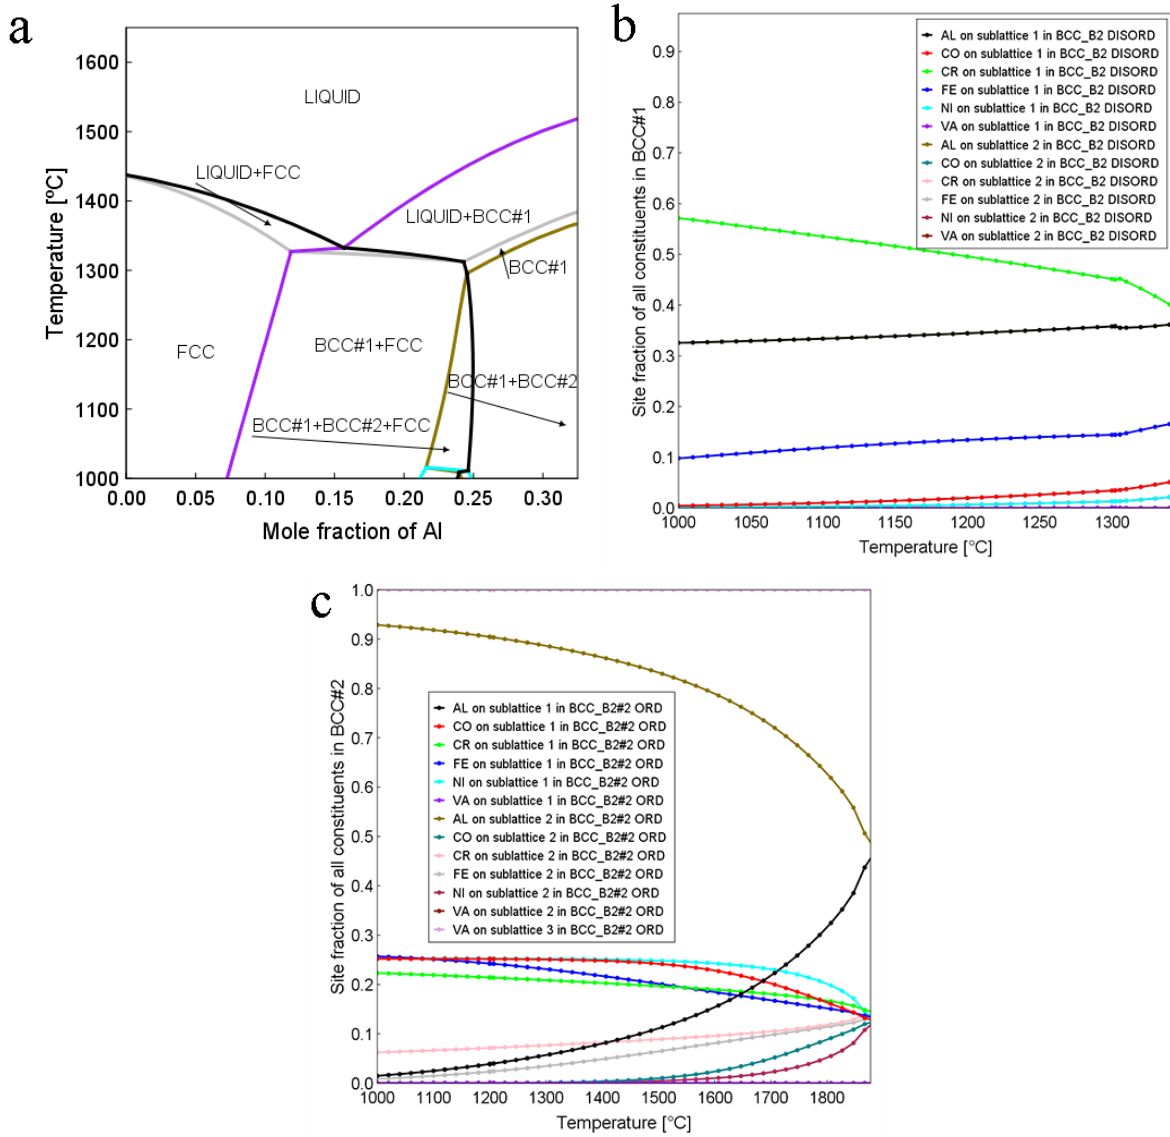 a
Temperature [ºC]
1600
1500
1400
1300
1200
1100
1000
LIQUID
LIQUID+FCC
LIQUID+BCC#1
BCC#1
FCC
BCC#1+FCC
BCC#1+BCC#2
BCC#1+BCC#2+FCC
0.00 0.05 0.10 0.15 0.20 0.25 0.30
Mole fraction of Al
b
Site fraction of all constituents in BCC#1
0.9
0.8
0.7
0.6
0.5
0.4
0.3
0.2
0.1
0.0
AL on sublattice 1 in BCC_B2 DISORD
CO on sublattice 1 in BCC_B2 DISORD
CR on sublattice 1 in BCC_B2 DISORD
FE on sublattice 1 in BCC_B2 DISORD
NI on sublattice 1 in BCC_B2 DISORD
VA on sublattice 1 in BCC_B2 DISORD
AL on sublattice 2 in BCC_B2 DISORD
CO on sublattice 2 in BCC_B2 DISORD
CR on sublattice 2 in BCC_B2 DISORD
FE on sublattice 2 in BCC_B2 DISORD
NI on sublattice 2 in BCC_B2 DISORD
VA on sublattice 2 in BCC_B2 DISORD
1000 1050 1100 1150 1200 1250 1300
Temperature [°C]
c
Site fraction of all constituents in BCC#2
1.0
0.9
0.8
0.7
0.6
0.5
0.4
0.3
0.2
0.1
0.0
AL on sublattice 1 in BCC_B2#2 ORD
CO on sublattice 1 in BCC_B2#2 ORD
CR on sublattice 1 in BCC_B2#2 ORD
FE on sublattice 1 in BCC_B2#2 ORD
NI on sublattice 1 in BCC_B2#2 ORD
VA on sublattice 1 in BCC_B2#2 ORD
AL on sublattice 2 in BCC_B2#2 ORD
CO on sublattice 2 in BCC_B2#2 ORD
CR on sublattice 2 in BCC_B2#2 ORD
FE on sublattice 2 in BCC_B2#2 ORD
NI on sublattice 2 in BCC_B2#2 ORD
VA on sublattice 2 in BCC_B2#2 ORD
VA on sublattice 3 in BCC_B2#2 ORD
1000 1100 1200 1300 1400 1500 1600 1700 1800
Temperature [°C]